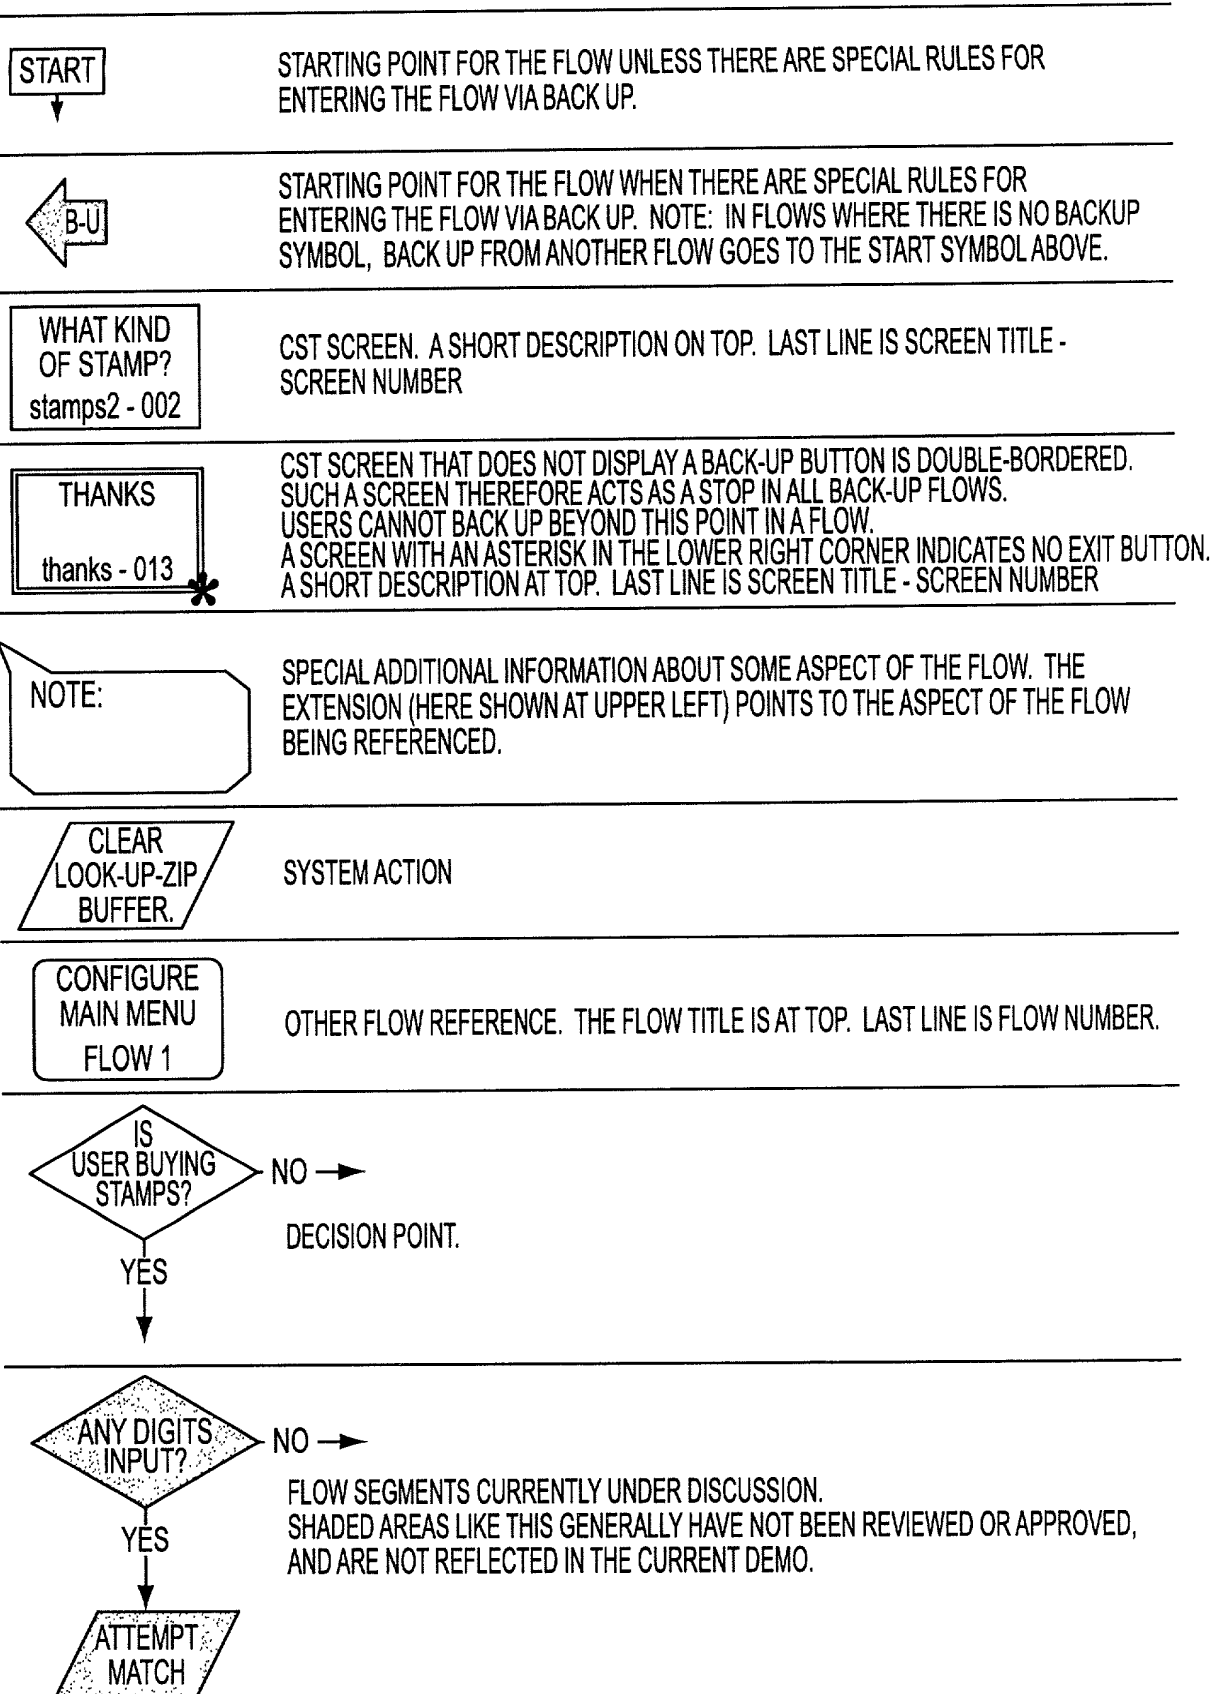 START
STARTING POINT FOR THE FLOW UNLESS THERE ARE SPECIAL RULES FOR
ENTERING THE FLOW VIA BACK UP.
B-U
STARTING POINT FOR THE FLOW WHEN THERE ARE SPECIAL RULES FOR
ENTERING THE FLOW VIA BACK UP. NOTE: IN FLOWS WHERE THERE IS NO BACKUP
SYMBOL, BACK UP FROM ANOTHER FLOW GOES TO THE START SYMBOL ABOVE.
WHAT KIND
OF STAMP?
stamps2 - 002
CST SCREEN. A SHORT DESCRIPTION ON TOP. LAST LINE IS SCREEN TITLE -
SCREEN NUMBER
THANKS
thanks - 013
*
CST SCREEN THAT DOES NOT DISPLAY A BACK-UP BUTTON IS DOUBLE-BORDERED.
SUCH A SCREEN THEREFORE ACTS AS A STOP IN ALL BACK-UP FLOWS.
USERS CANNOT BACK UP BEYOND THIS POINT IN A FLOW.
A SCREEN WITH AN ASTERISK IN THE LOWER RIGHT CORNER INDICATES NO EXIT BUTTON.
A SHORT DESCRIPTION AT TOP. LAST LINE IS SCREEN TITLE - SCREEN NUMBER
NOTE:
SPECIAL ADDITIONAL INFORMATION ABOUT SOME ASPECT OF THE FLOW. THE
EXTENSION (HERE SHOWN AT UPPER LEFT) POINTS TO THE ASPECT OF THE FLOW
BEING REFERENCED.
CLEAR
LOOK-UP-ZIP
BUFFER.
SYSTEM ACTION
CONFIGURE
MAIN MENU
FLOW 1
OTHER FLOW REFERENCE. THE FLOW TITLE IS AT TOP. LAST LINE IS FLOW NUMBER.
IS
USER BUYING
STAMPS?
NO
YES
DECISION POINT.
ANY DIGITS
INPUT?
NO
YES
FLOW SEGMENTS CURRENTLY UNDER DISCUSSION.
SHADED AREAS LIKE THIS GENERALLY HAVE NOT BEEN REVIEWED OR APPROVED,
AND ARE NOT REFLECTED IN THE CURRENT DEMO.
ATTEMPT
MATCH